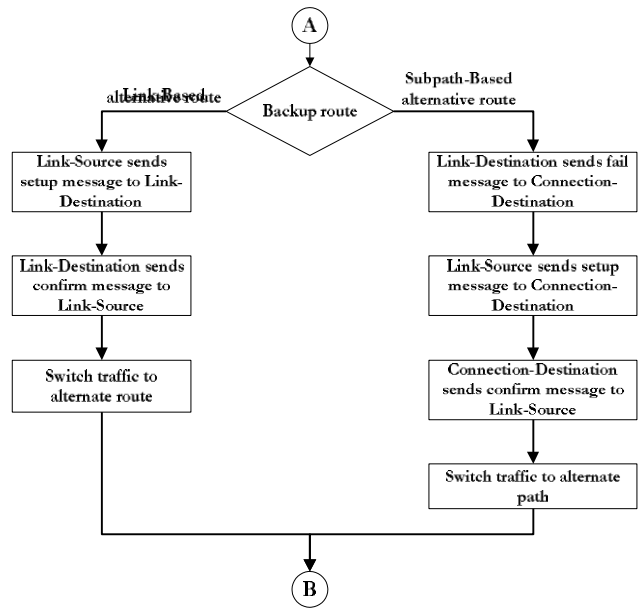 A
Link-Based
alternative route
Subpath-Based
alternative route
Backup route
Link-Source sends
setup message to Link-
Destination
Link-Destination sends
confirm message to
Link-Source
Switch traffic to
alternate route
Link-Destination sends fail
message to Connection-
Destination
Link-Source sends setup
message to Connection-
Destination
Connection-Destination
sends confirm message to
Link-Source
Switch traffic to alternate
path
B